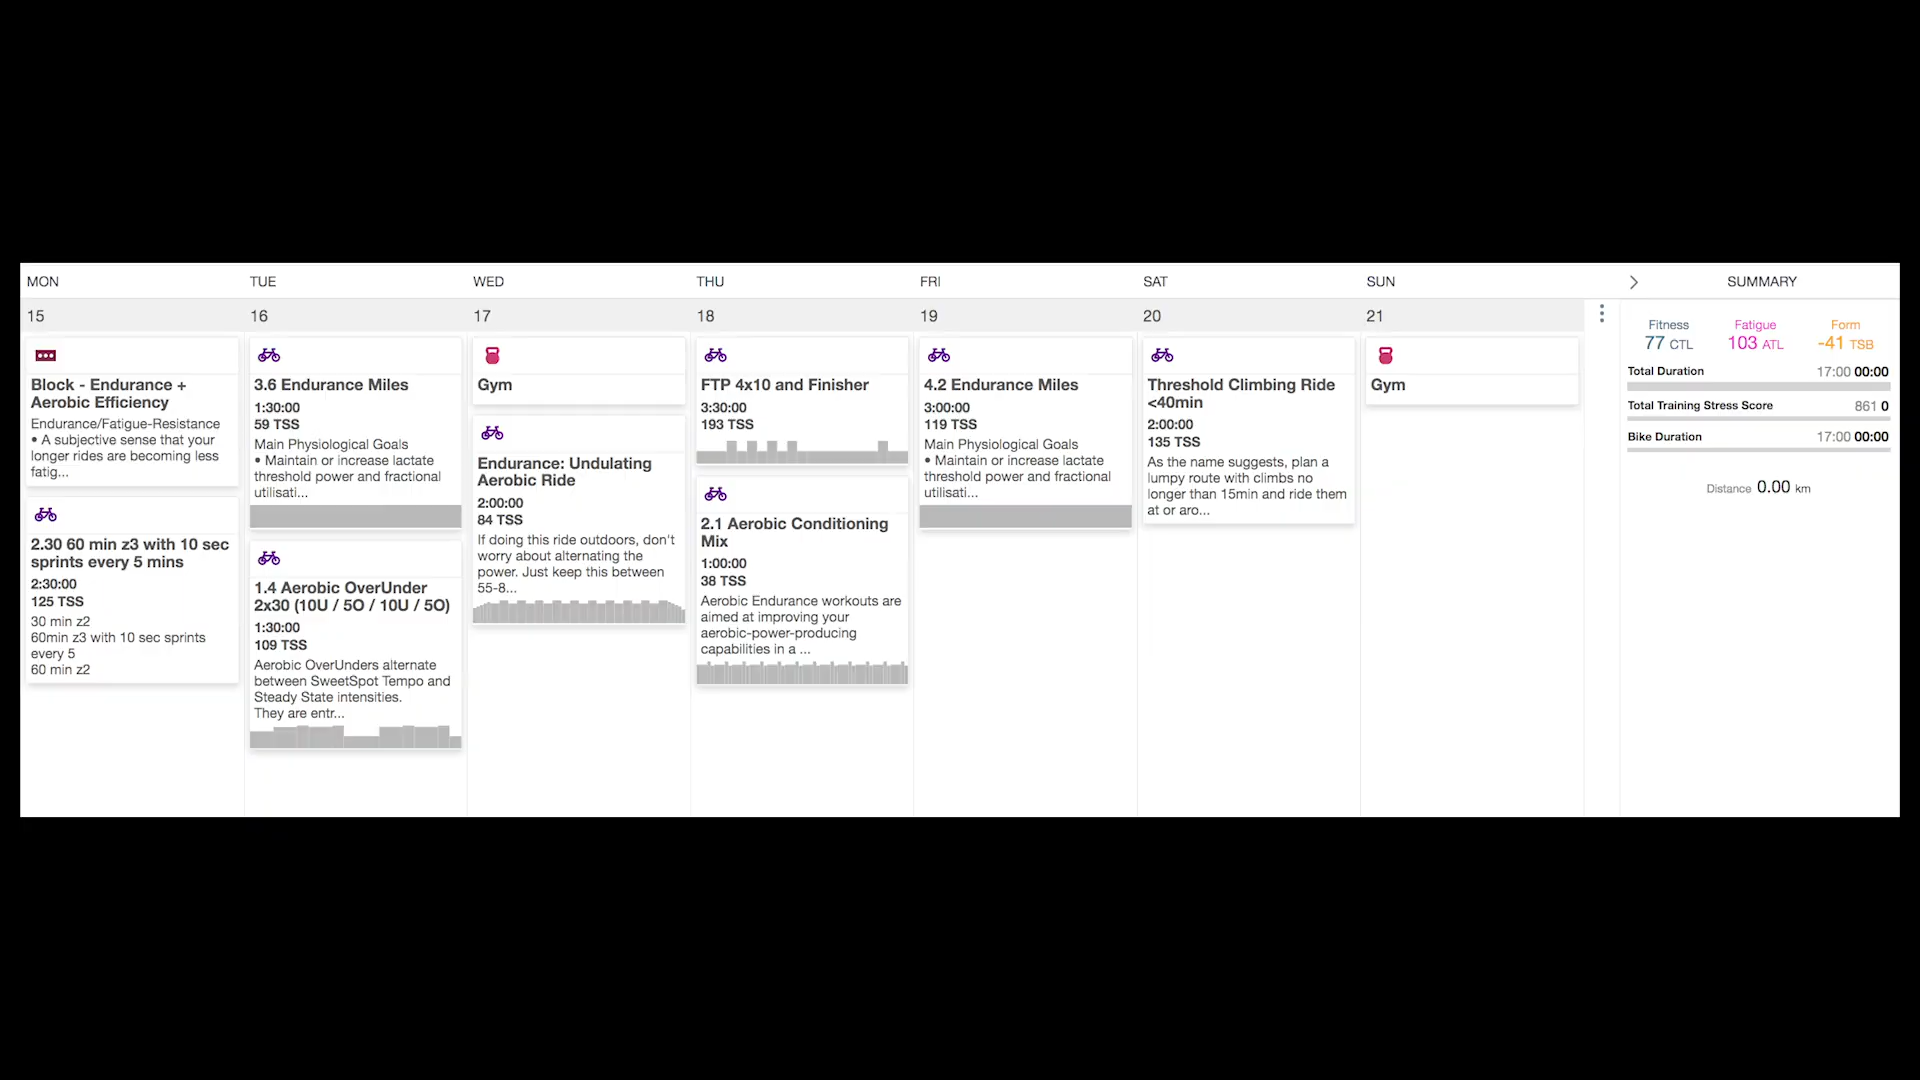 MON
TUE
WED
THU
FRI
SAT
SUN
SUMMARY
15
16
17
18
19
20
21
Block - Endurance +
Aerobic Efficiency
Endurance/Fatigue-Resistance
• A subjective sense that your
longer rides are becoming less
fatig...
2.30 60 min z3 with 10 sec
sprints every 5 mins
2:30:00
125 TSS
30 min z2
60min z3 with 10 sec sprints
every 5
60 min z2
3.6 Endurance Miles
1:30:00
59 TSS
Main Physiological Goals
• Maintain or increase lactate
threshold power and fractional
utilisati...
1.4 Aerobic OverUnder
2x30 (10U / 5O / 10U / 5O)
1:30:00
109 TSS
Aerobic OverUnders alternate
between SweetSpot Tempo and
Steady State intensities.
They are entr...
Gym
Endurance: Undulating
Aerobic Ride
2:00:00
84 TSS
If doing this ride outdoors, don't
worry about alternating the
power. Just keep this between
55-8...
FTP 4x10 and Finisher
3:30:00
193 TSS
2.1 Aerobic Conditioning
Mix
1:00:00
38 TSS
Aerobic Endurance workouts are
aimed at improving your
aerobic-power-producing
capabilities in a ...
4.2 Endurance Miles
3:00:00
119 TSS
Main Physiological Goals
• Maintain or increase lactate
threshold power and fractional
utilisati...
Threshold Climbing Ride
<40min
2:00:00
135 TSS
As the name suggests, plan a
lumpy route with climbs no
longer than 15min and ride them
at or aro...
Gym
Fitness
77 CTL
Fatigue
103 ATL
Form
-41 TSB
Total Duration 17:00 00:00
Total Training Stress Score 861 0
Bike Duration 17:00 00:00
Distance 0.00 km